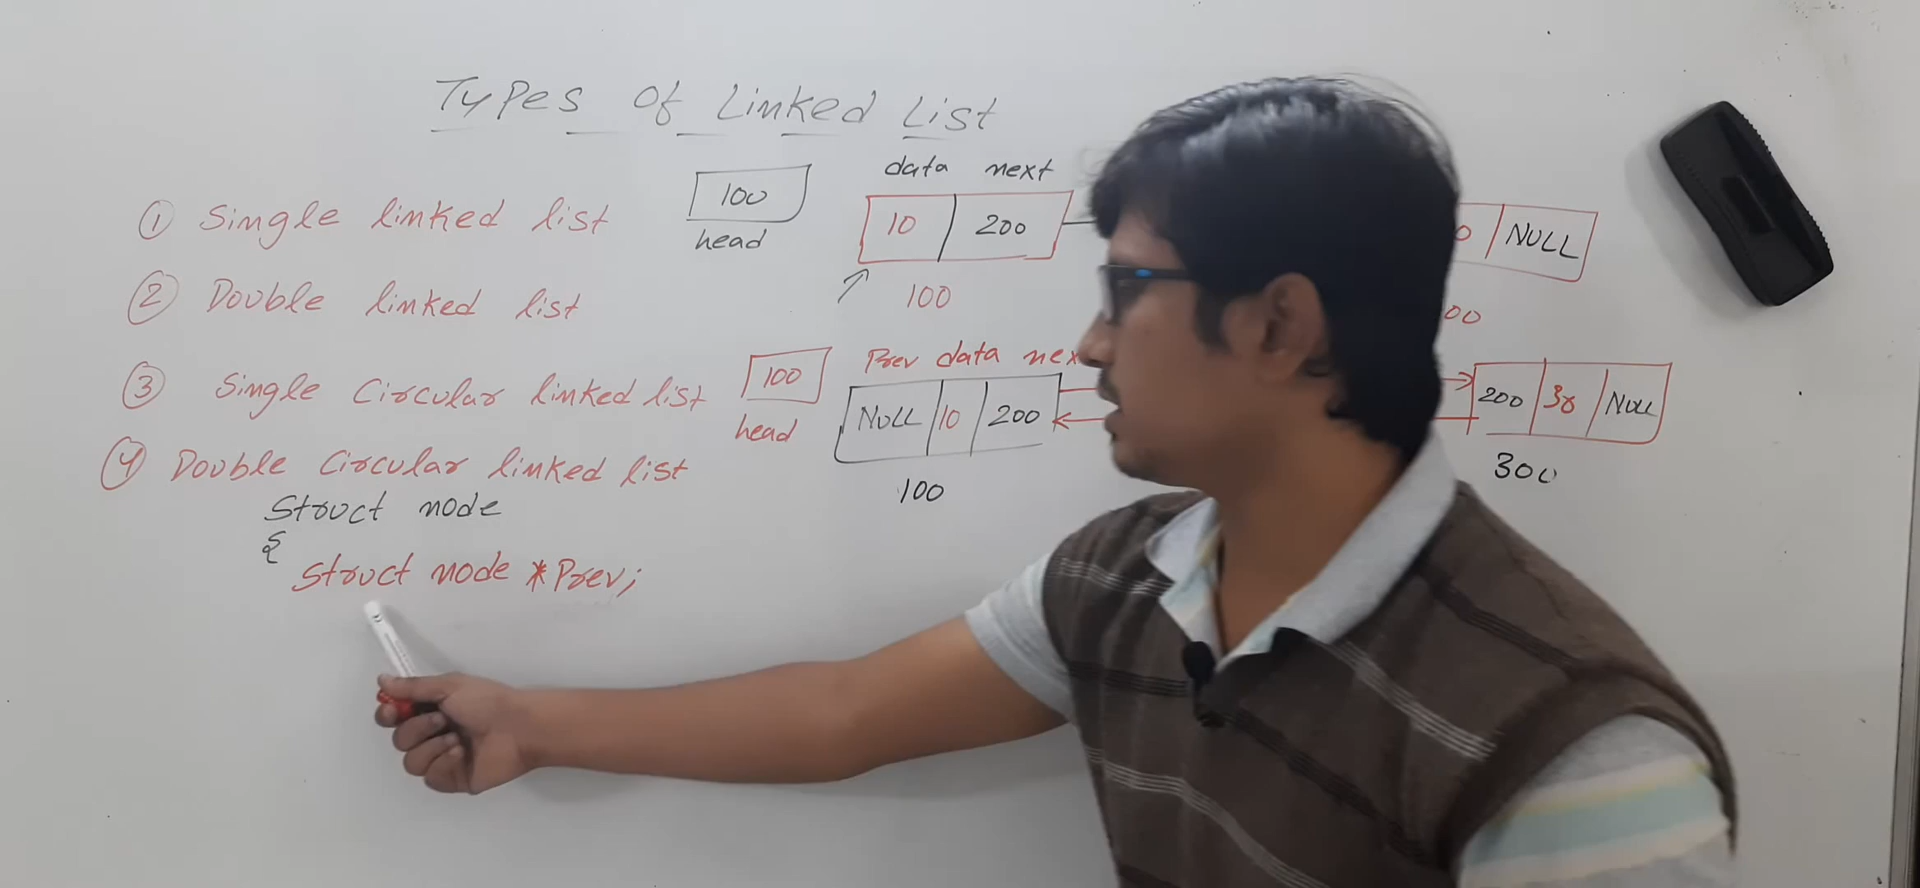 Types of Linked List
① Single linked list
② Double linked list
③ Single Circular linked list
④ Double Circular linked list
Struct node
{
Struct node *Prev;
100
head
data next
10 200
NULL
100
00
100
head
Prev data nex
NULL 10 200
200 30 NULL
100
300